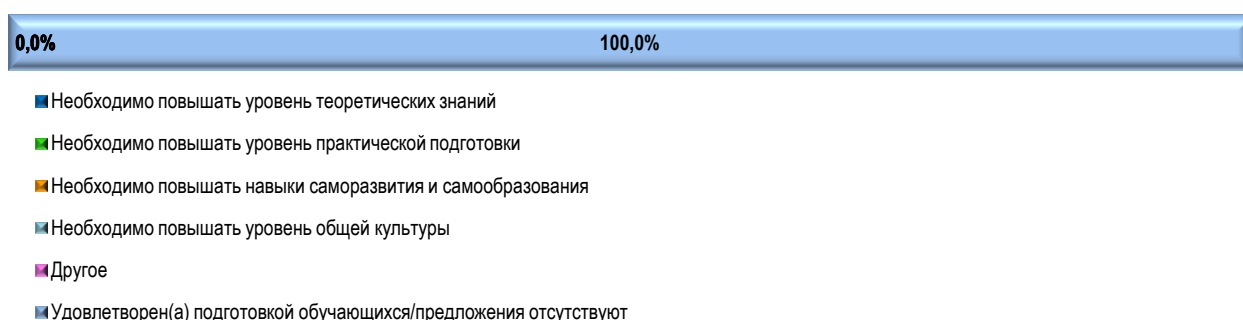 0,0% 100,0%
Необходимо повышать уровень теоретических знаний
Необходимо повышать уровень практической подготовки
Необходимо повышать навыки саморазвития и самообразования
Необходимо повышать уровень общей культуры
Другое
Удовлетворен(а) подготовкой обучающихся/предложения отсутствуют